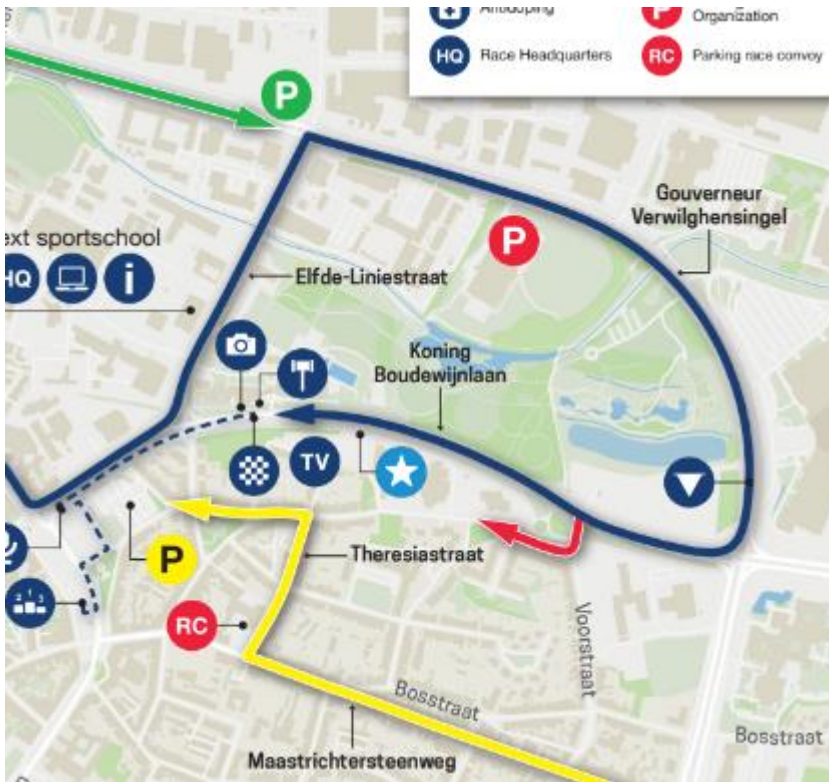 Antidoping
P
Organization
HQ
Race Headquarters
RC
Parking race convoy
P
Gouverneur
Verwilghensingel
P
ext sportschool
HQ
i
Elfde-Liniestraat
Koning
Boudewijnlaan
TV
P
Theresiastraat
RC
Voorstraat
Bosstraat
Bosstraat
Maastrichtersteenweg